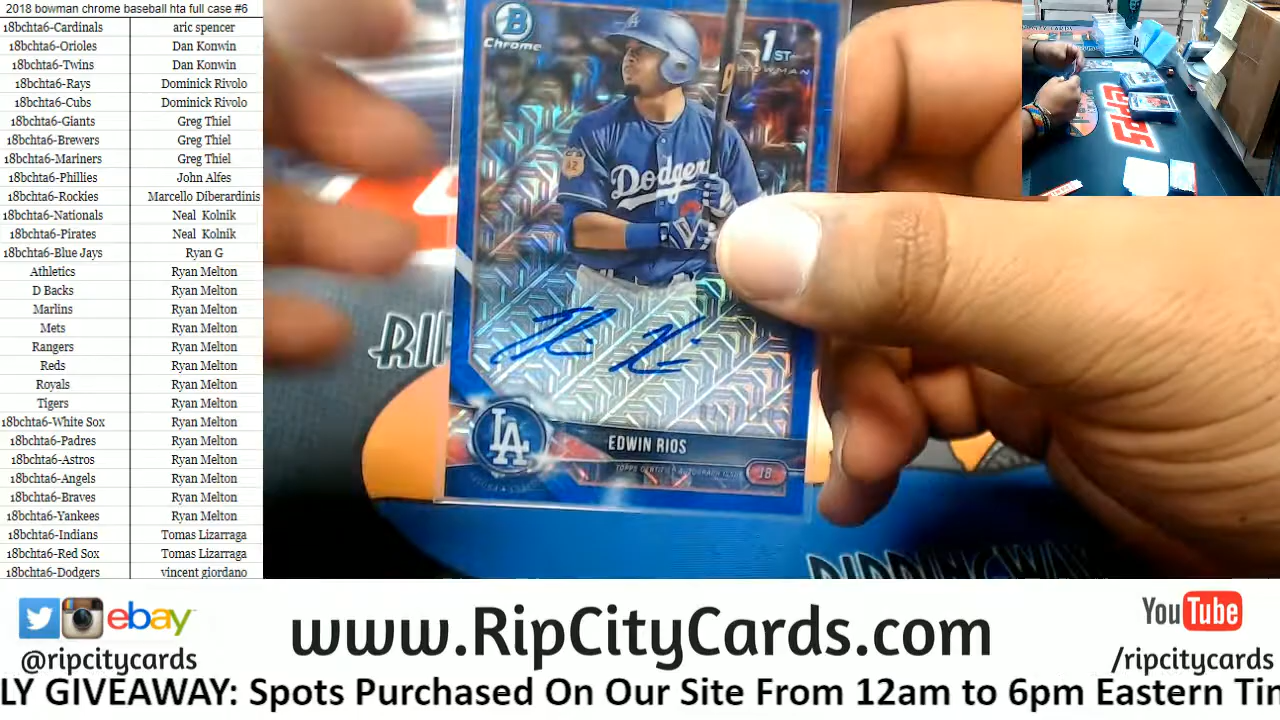 2018 bowman chrome baseball hta full case #6
18bchta6-Cardinals aric spencer
18bchta6-Orioles Dan Konwin
18bchta6-Twins Dan Konwin
18bchta6-Rays Dominick Rivolo
18bchta6-Cubs Dominick Rivolo
18bchta6-Giants Greg Thiel
18bchta6-Brewers Greg Thiel
18bchta6-Mariners Greg Thiel
18bchta6-Phillies John Alfes
18bchta6-Rockies Marcello Diberardinis
18bchta6-Nationals Neal Kolnik
18bchta6-Pirates Neal Kolnik
18bchta6-Blue Jays Ryan G
Athletics Ryan Melton
D Backs Ryan Melton
Marlins Ryan Melton
Mets Ryan Melton
Rangers Ryan Melton
Reds Ryan Melton
Royals Ryan Melton
Tigers Ryan Melton
18bchta6-White Sox Ryan Melton
18bchta6-Padres Ryan Melton
18bchta6-Astros Ryan Melton
18bchta6-Angels Ryan Melton
18bchta6-Braves Ryan Melton
18bchta6-Yankees Ryan Melton
18bchta6-Indians Tomas Lizarraga
18bchta6-Red Sox Tomas Lizarraga
18bchta6-Dodgers vincent giordano
B
Chrome
1ST
BOWMAN
Dodgers
LA
EDWIN RIOS
TOPPS CERTIFIED AUTOGRAPH ISSUE
18
RIP
ebay
@ripcitycards
www.RipCityCards.com
YouTube
/ripcitycards
LY GIVEAWAY: Spots Purchased On Our Site From 12am to 6pm Eastern Tin